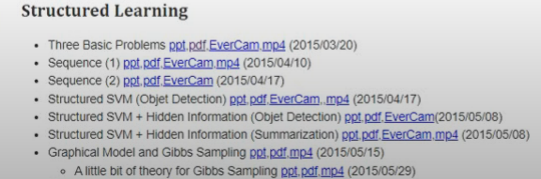 Structured Learning
Three Basic Problems ppt,pdf,EverCam,mp4 (2015/03/20)
Sequence (1) ppt,pdf,EverCam,mp4 (2015/04/10)
Sequence (2) ppt,pdf,EverCam (2015/04/17)
Structured SVM (Objet Detection) ppt,pdf,EverCam,,mp4 (2015/04/17)
Structured SVM + Hidden Information (Objet Detection) ppt,pdf,EverCam(2015/05/08)
Structured SVM + Hidden Information (Summarization) ppt,pdf,EverCam,mp4 (2015/05/08)
Graphical Model and Gibbs Sampling ppt,pdf,mp4 (2015/05/15)
A little bit of theory for Gibbs Sampling ppt,pdf,mp4 (2015/05/29)